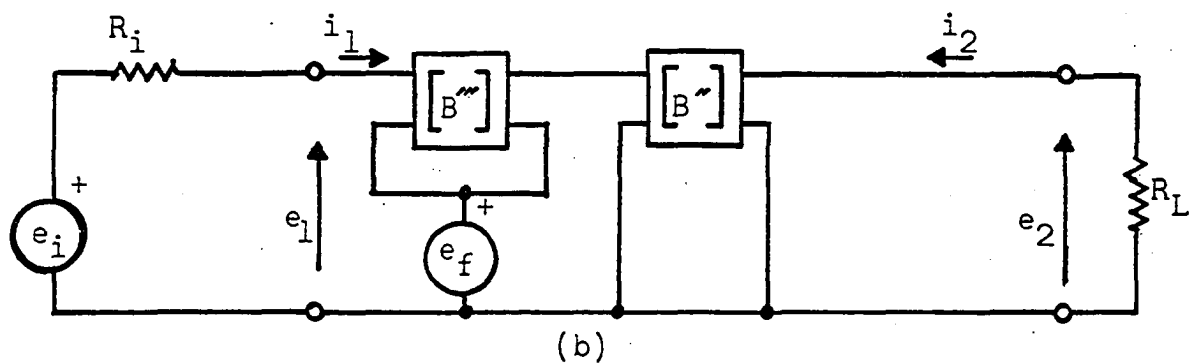 R_i
i_1
[B''']
[B'']
i_2
+
e_i
e_1
+
e_f
e_2
R_L
(b)